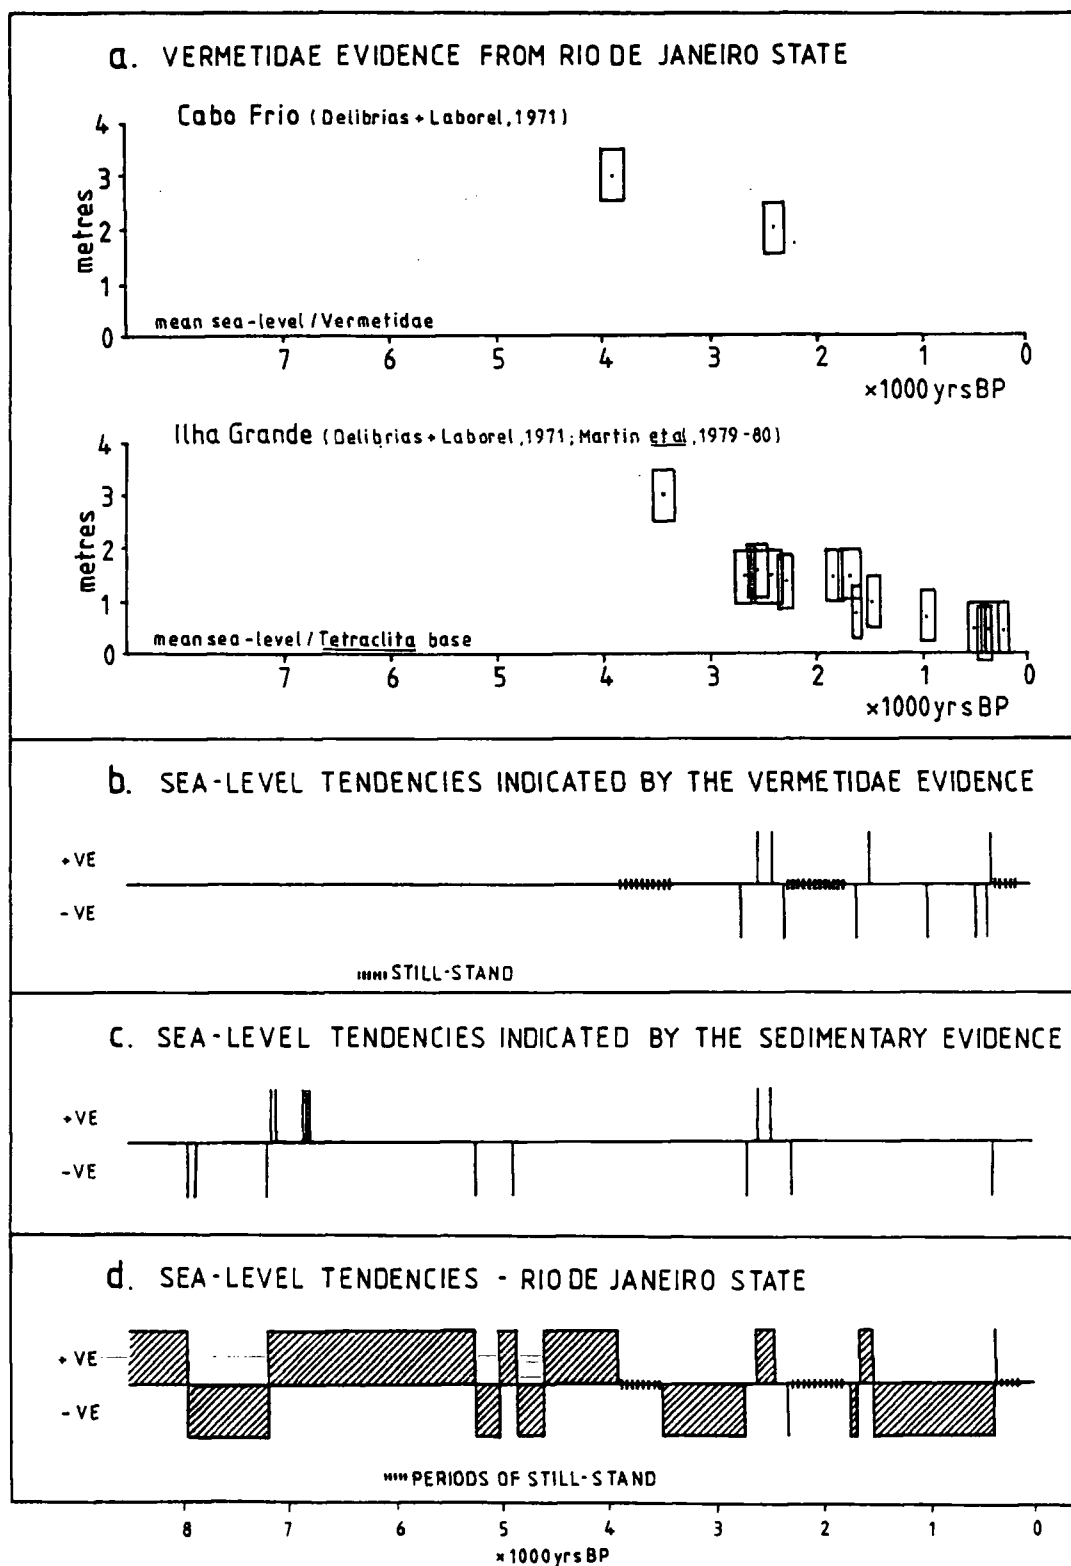 a. VERMETIDAE EVIDENCE FROM RIO DE JANEIRO STATE
Cabo Frio (Delibrias + Laborel, 1971)
4
3
2
1
0
metres
mean sea-level / Vermetidae
7 6 5 4 3 2 1 0
×1000 yrs BP
Ilha Grande (Delibrias + Laborel, 1971; Martin et al, 1979-80)
4
3
2
1
0
metres
mean sea-level / Tetraclita base
7 6 5 4 3 2 1 0
×1000 yrs BP
b. SEA-LEVEL TENDENCIES INDICATED BY THE VERMETIDAE EVIDENCE
+VE
-VE
STILL-STAND
c. SEA-LEVEL TENDENCIES INDICATED BY THE SEDIMENTARY EVIDENCE
+VE
-VE
d. SEA-LEVEL TENDENCIES - RIO DE JANEIRO STATE
+VE
-VE
PERIODS OF STILL-STAND
8 7 6 5 4 3 2 1 0
×1000 yrs BP